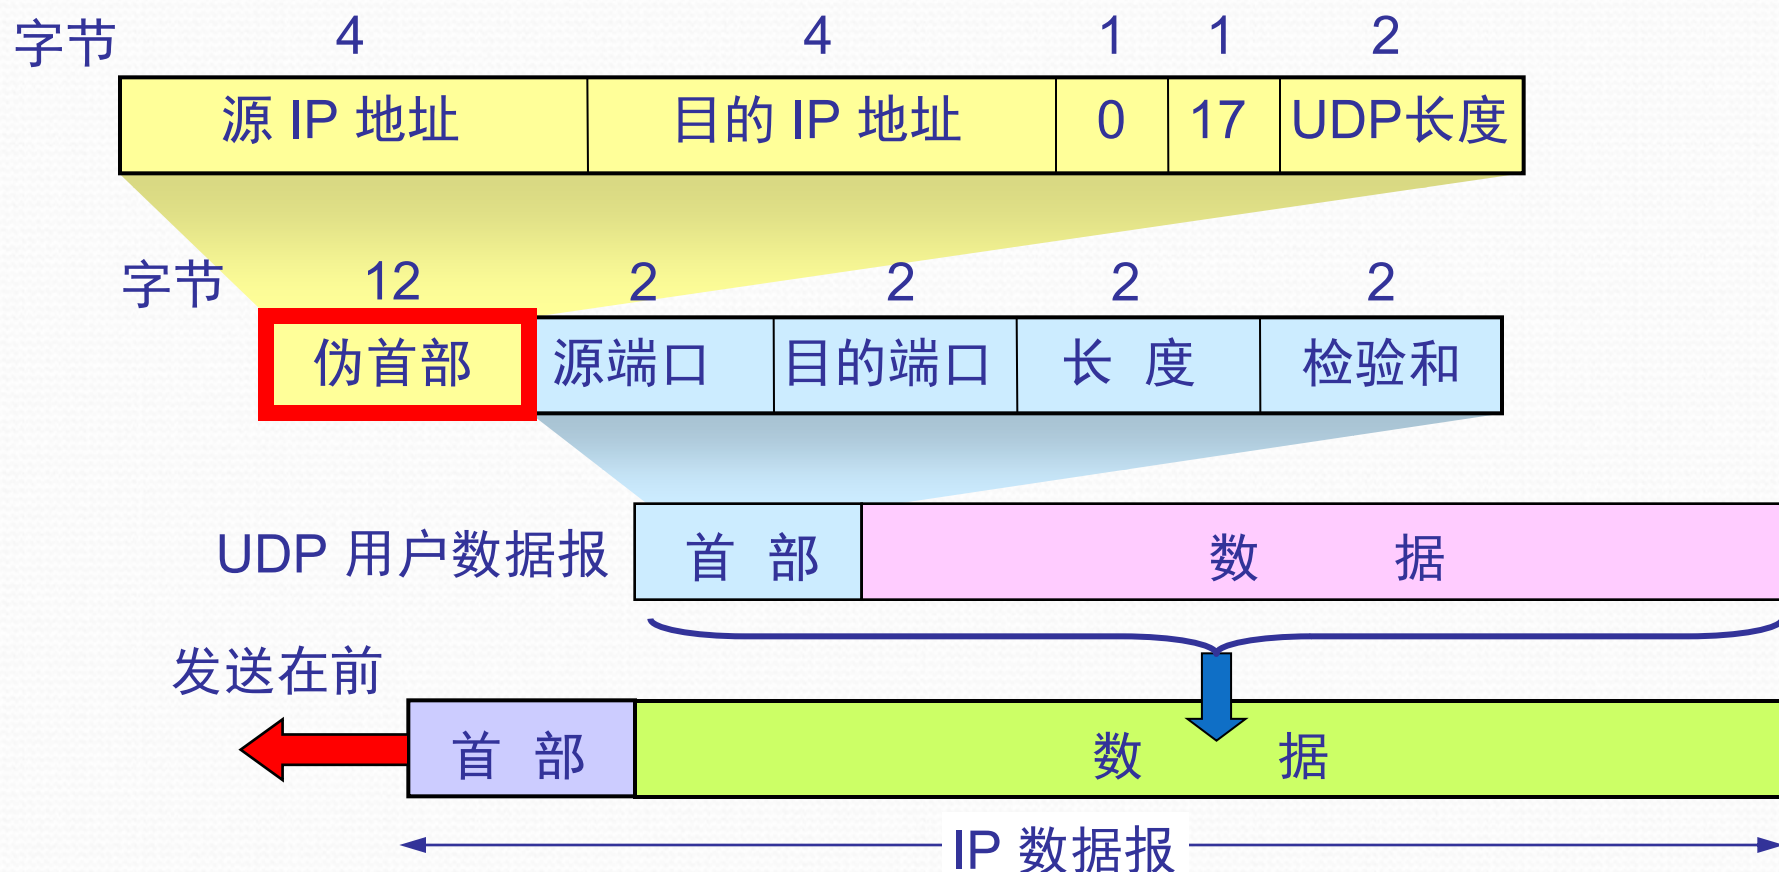 字节 4 4 1 1 2
源 IP 地址 目的 IP 地址 0 17 UDP长度
字节 12 2 2 2 2
伪首部 源端口 目的端口 长 度 检验和
UDP 用户数据报 首 部 数 据
发送在前
首 部 数 据
IP 数据报